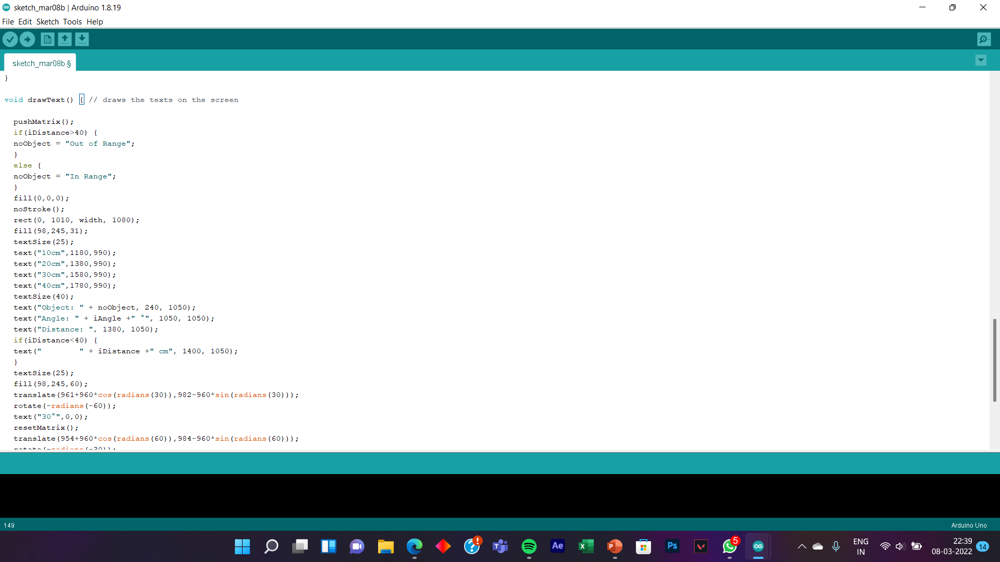 sketch_mar08b | Arduino 1.8.19
File Edit Sketch Tools Help
sketch_mar08b §
}
void drawText() { // draws the texts on the screen
pushMatrix();
if(iDistance>40) {
noObject = "Out of Range";
}
else {
noObject = "In Range";
}
fill(0,0,0);
noStroke();
rect(0, 1010, width, 1080);
fill(98,245,31);
textSize(25);
text("10cm",1180,990);
text("20cm",1380,990);
text("30cm",1580,990);
text("40cm",1780,990);
textSize(40);
text("Object: " + noObject, 240, 1050);
text("Angle: " + iAngle +" °", 1050, 1050);
text("Distance: ", 1380, 1050);
if(iDistance<40) {
text("        " + iDistance +" cm", 1400, 1050);
}
textSize(25);
fill(98,245,60);
translate(961+960*cos(radians(30)),982-960*sin(radians(30)));
rotate(-radians(-60));
text("30°",0,0);
resetMatrix();
translate(954+960*cos(radians(60)),984-960*sin(radians(60)));
rotate(-radians(-30));
149
Arduino Uno
Ae
Ps
5
ENG
IN
22:39
08-03-2022
14